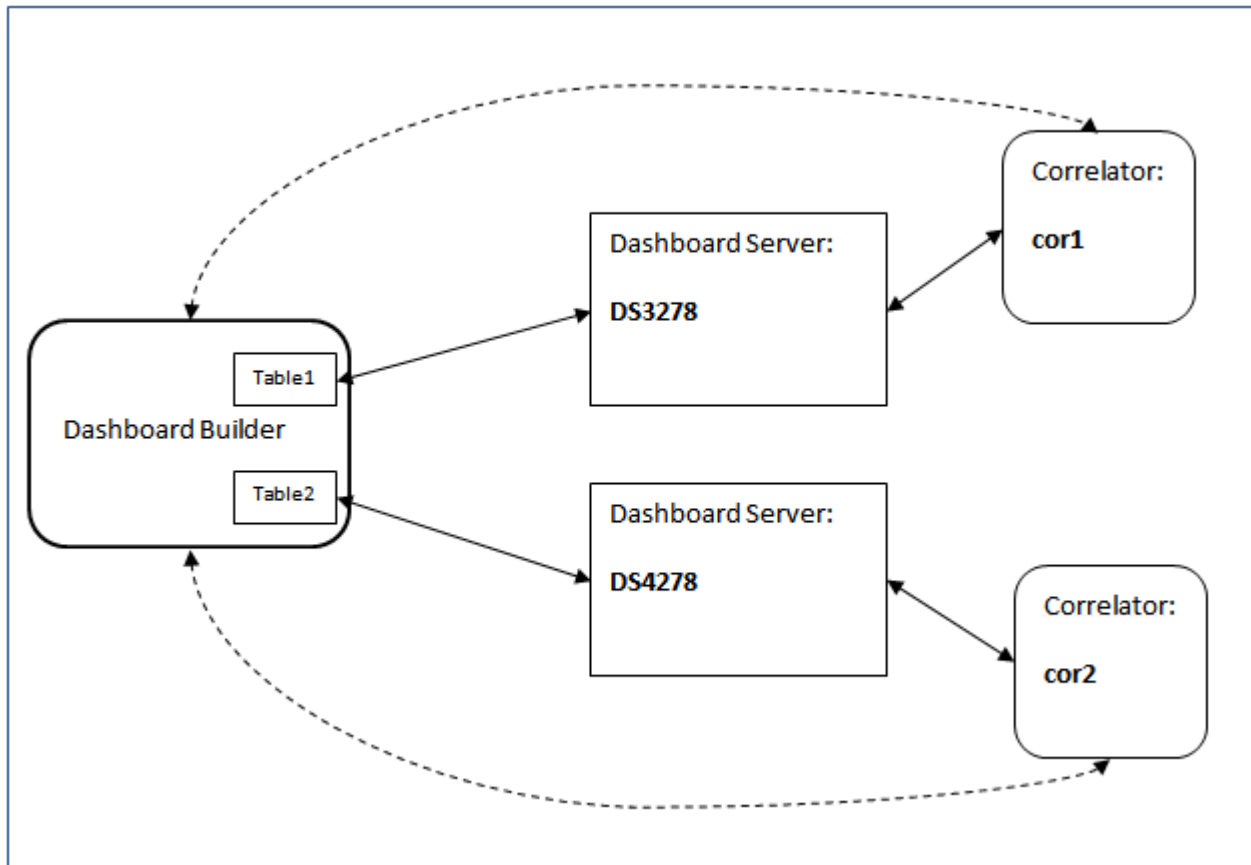 Correlator:
cor1
Dashboard Server:
DS3278
Table1
Dashboard Builder
Table2
Dashboard Server:
DS4278
Correlator:
cor2